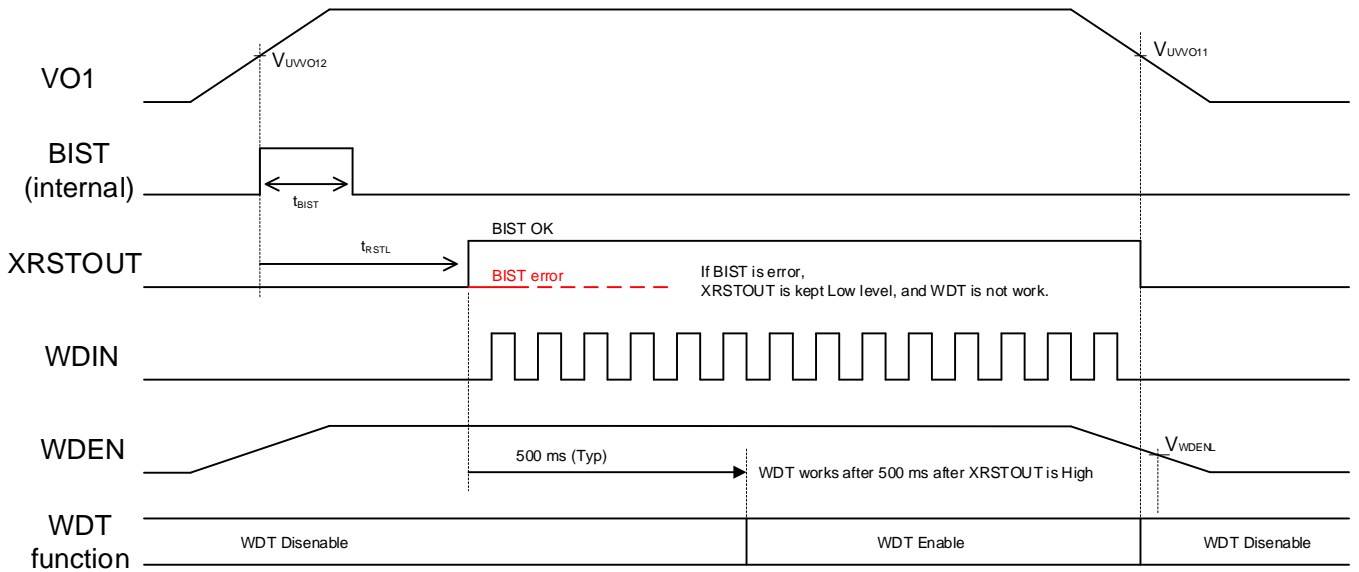 VO1
VUVVO12
VUVVO11
BIST
(internal)
tBIST
XRSTOUT
tRSTL
BIST OK
BIST error
If BIST is error,
XRSTOUT is kept Low level, and WDT is not work.
WDIN
WDEN
500 ms (Typ)
WDT works after 500 ms after XRSTOUT is High
VWDENL
WDT
function
WDT Disenable
WDT Enable
WDT Disenable